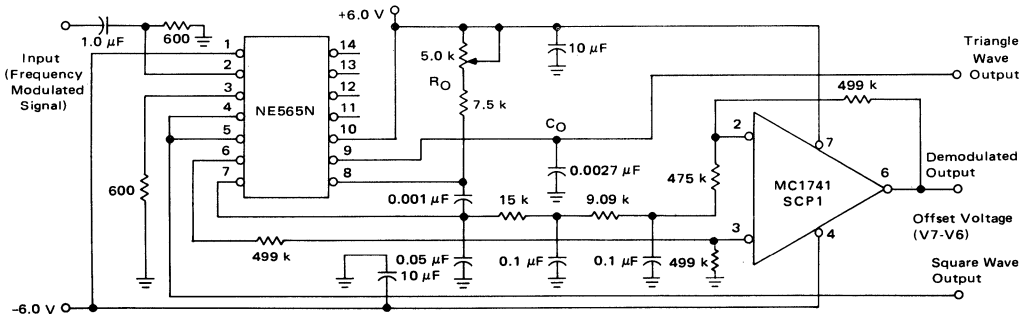 +6.0 V
1.0 µF
600
Input
(Frequency
Modulated
Signal)
1
2
3
4
5
6
7
NE565N
14
13
12
11
10
9
8
5.0 k
RO
7.5 k
10 µF
CO
0.0027 µF
Triangle
Wave
Output
499 k
2
7
475 k
MC1741
SCP1
6
Demodulated
Output
3
4
Offset Voltage
(V7-V6)
600
0.001 µF
15 k
9.09 k
499 k
0.05 µF
10 µF
0.1 µF
0.1 µF
499 k
Square Wave
Output
-6.0 V